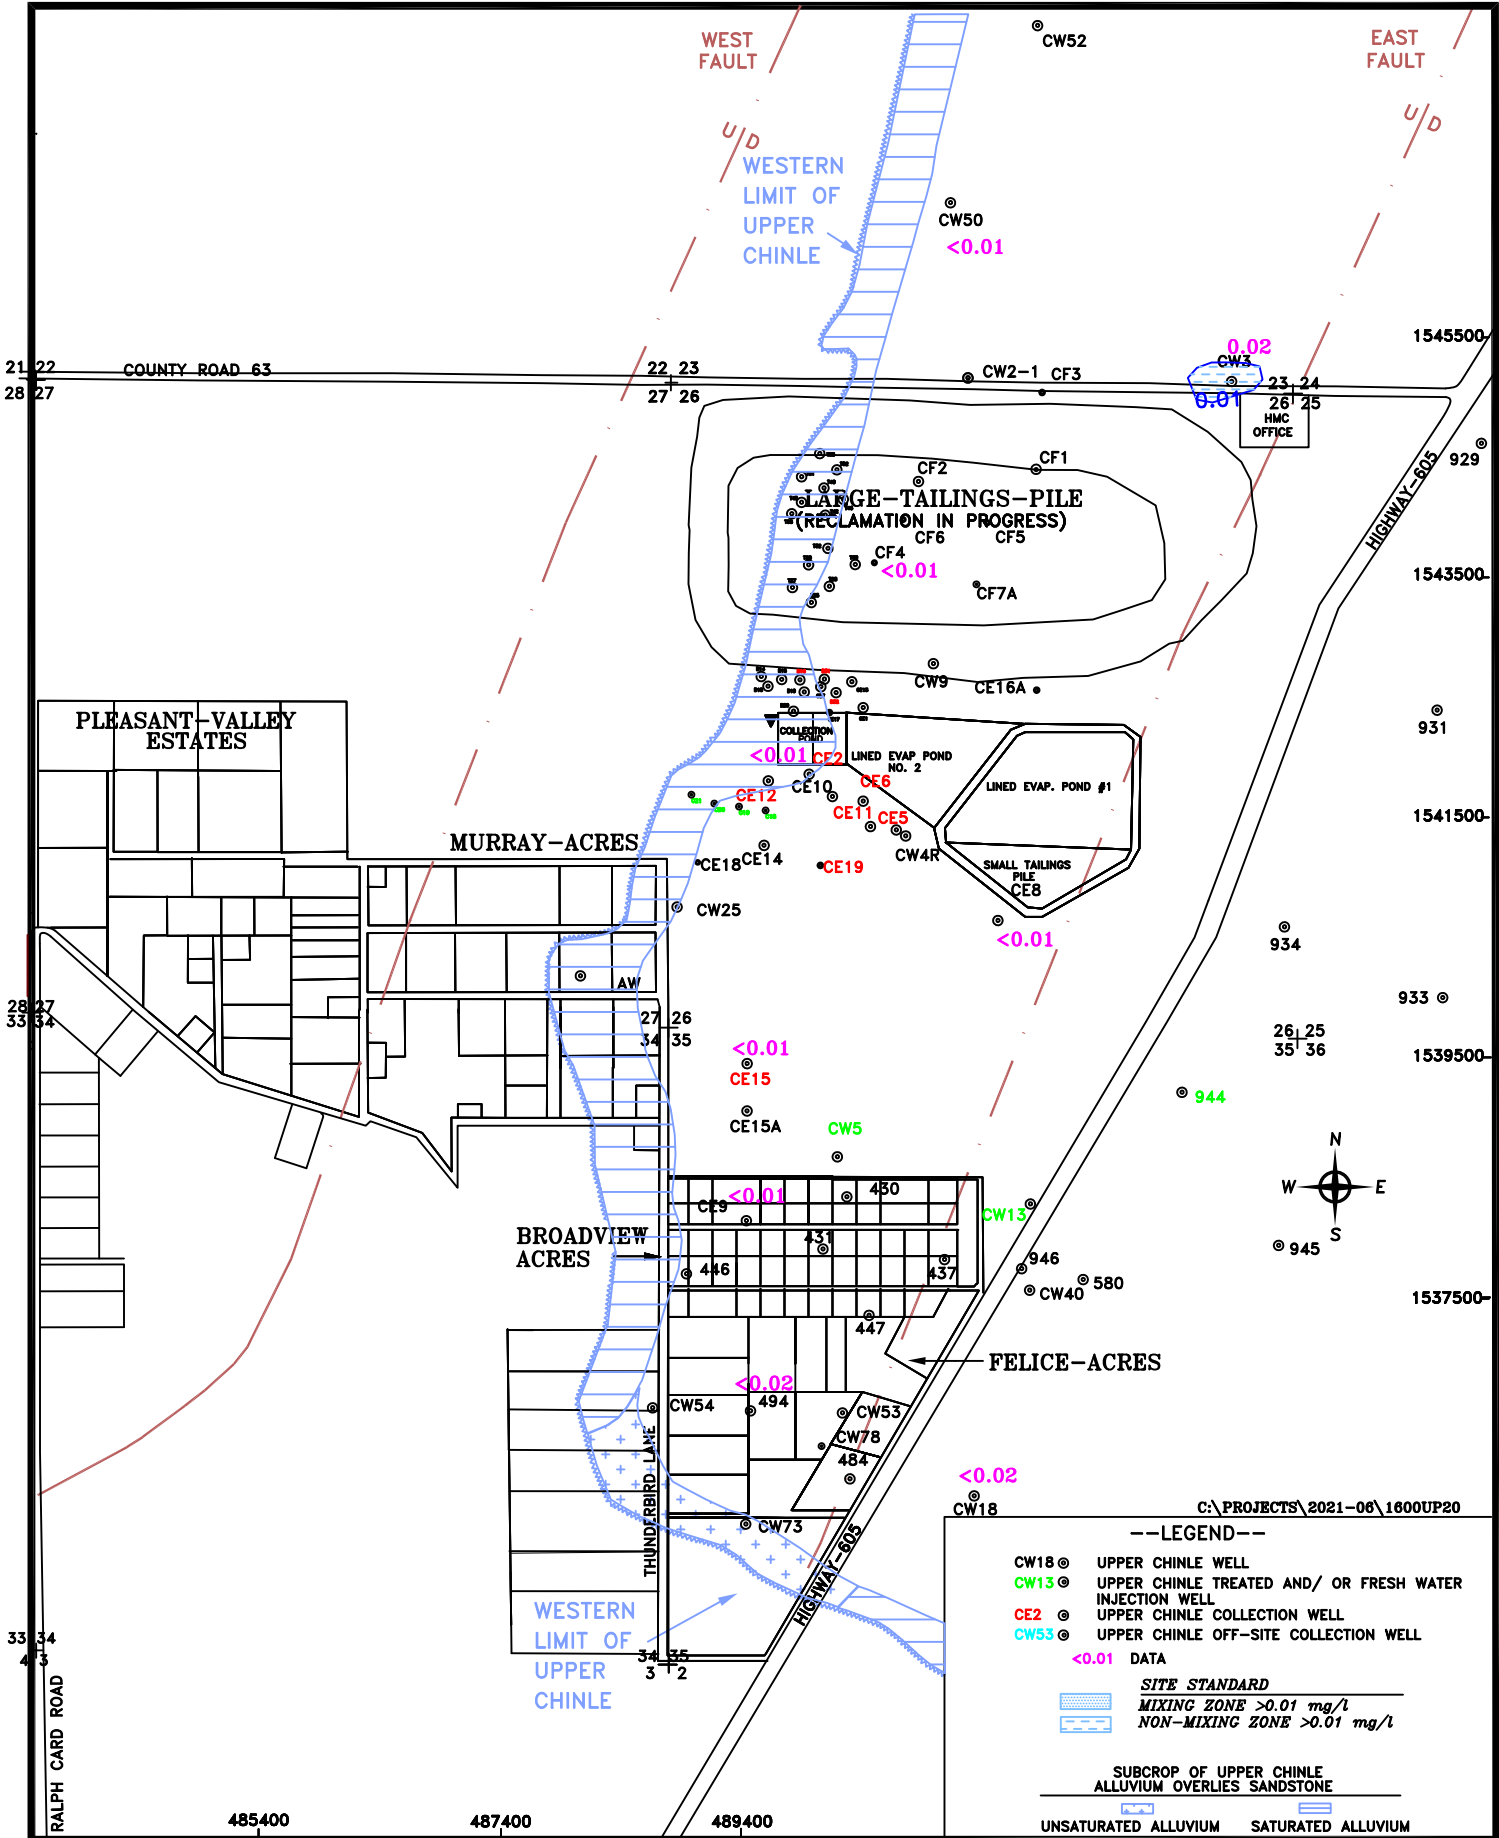 WEST
FAULT
EAST
FAULT
CW52
U/D
U/D
WESTERN
LIMIT OF
UPPER
CHINLE
CW50
<0.01
1545500
0.02
CW3
0.01
21 22
28 27
COUNTY ROAD 63
22 23
27 26
CW2-1
CF3
23 24
26 25
HMC
OFFICE
929
HIGHWAY-605
CF2
CF1
LARGE-TAILINGS-PILE
(RECLAMATION IN PROGRESS)
CF6
CF5
CF4
<0.01
CF7A
1543500
CW9
CE16A
931
PLEASANT-VALLEY
ESTATES
COLLECTION
POND
<0.01
CE2
LINED EVAP POND
NO. 2
LINED EVAP. POND #1
CE10
CE6
CE12
CE11
CE5
CW4R
1541500
MURRAY-ACRES
CE18
CE14
CE19
SMALL TAILINGS
PILE
CE8
CW25
<0.01
934
AW
933
28 27
33 34
27 26
34 35
26 25
35 36
<0.01
CE15
1539500
CE15A
944
CW5
N
W E
S
<0.01
CE9
430
CW13
BROADVIEW
ACRES
431
446
437
946
945
580
CW40
1537500
447
FELICE-ACRES
<0.02
494
CW54
CW53
CW78
484
THUNDERBIRD LANE
<0.02
CW18
CW73
HIGHWAY-605
WESTERN
LIMIT OF
UPPER
CHINLE
33 34
4 3
34 35
3 2
RALPH CARD ROAD
485400
487400
489400
C:\PROJECTS\2021-06\1600UP20
--LEGEND--
CW18 UPPER CHINLE WELL
CW13 UPPER CHINLE TREATED AND/ OR FRESH WATER
INJECTION WELL
CE2 UPPER CHINLE COLLECTION WELL
CW53 UPPER CHINLE OFF-SITE COLLECTION WELL
<0.01 DATA
SITE STANDARD
MIXING ZONE >0.01 mg/l
NON-MIXING ZONE >0.01 mg/l
SUBCROP OF UPPER CHINLE
ALLUVIUM OVERLIES SANDSTONE
UNSATURATED ALLUVIUM SATURATED ALLUVIUM